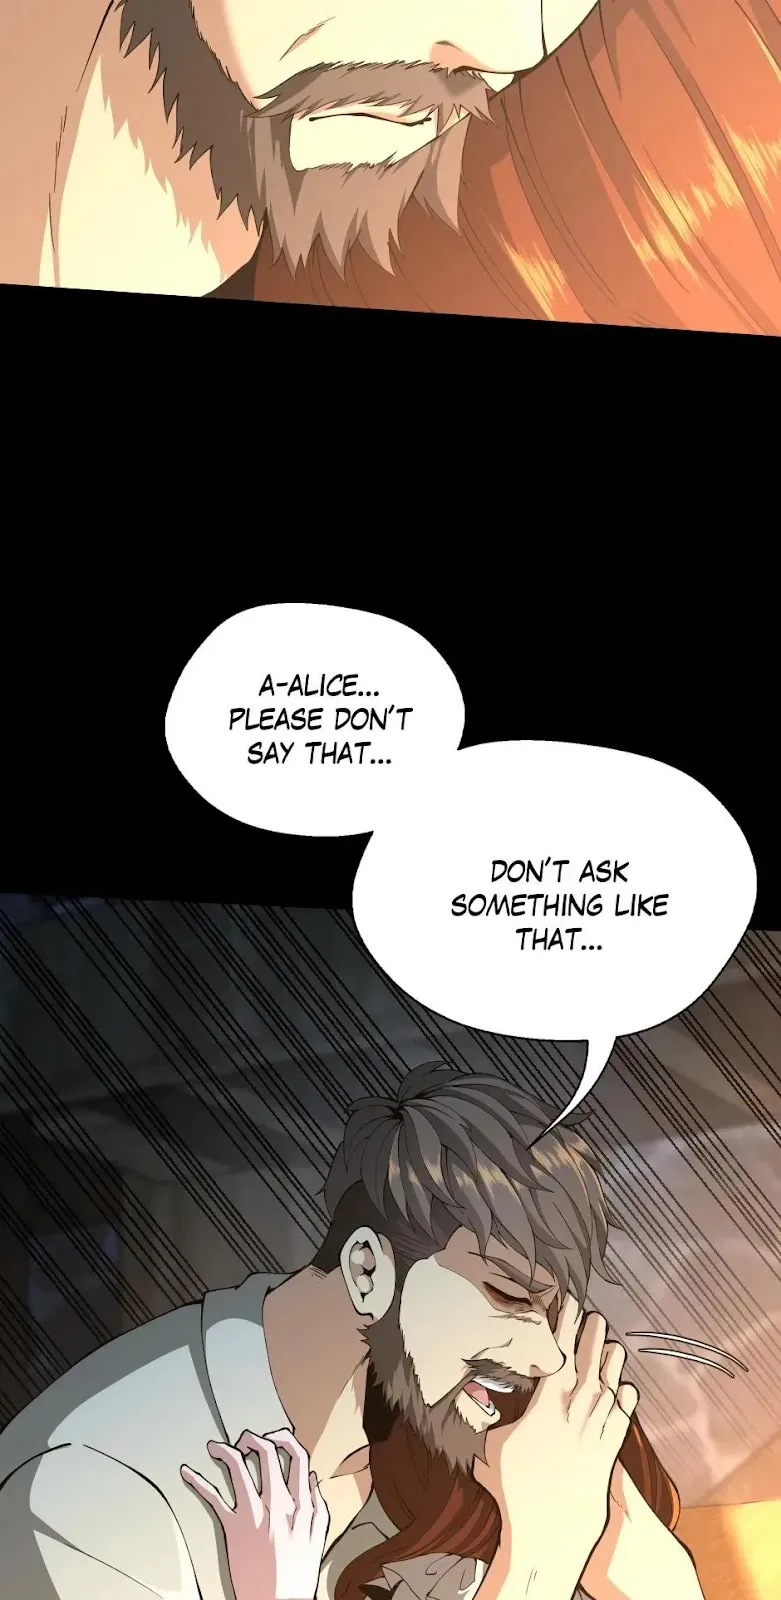 A-ALICE...
PLEASE DON'T
SAY THAT...
DON'T ASK
SOMETHING LIKE
THAT...